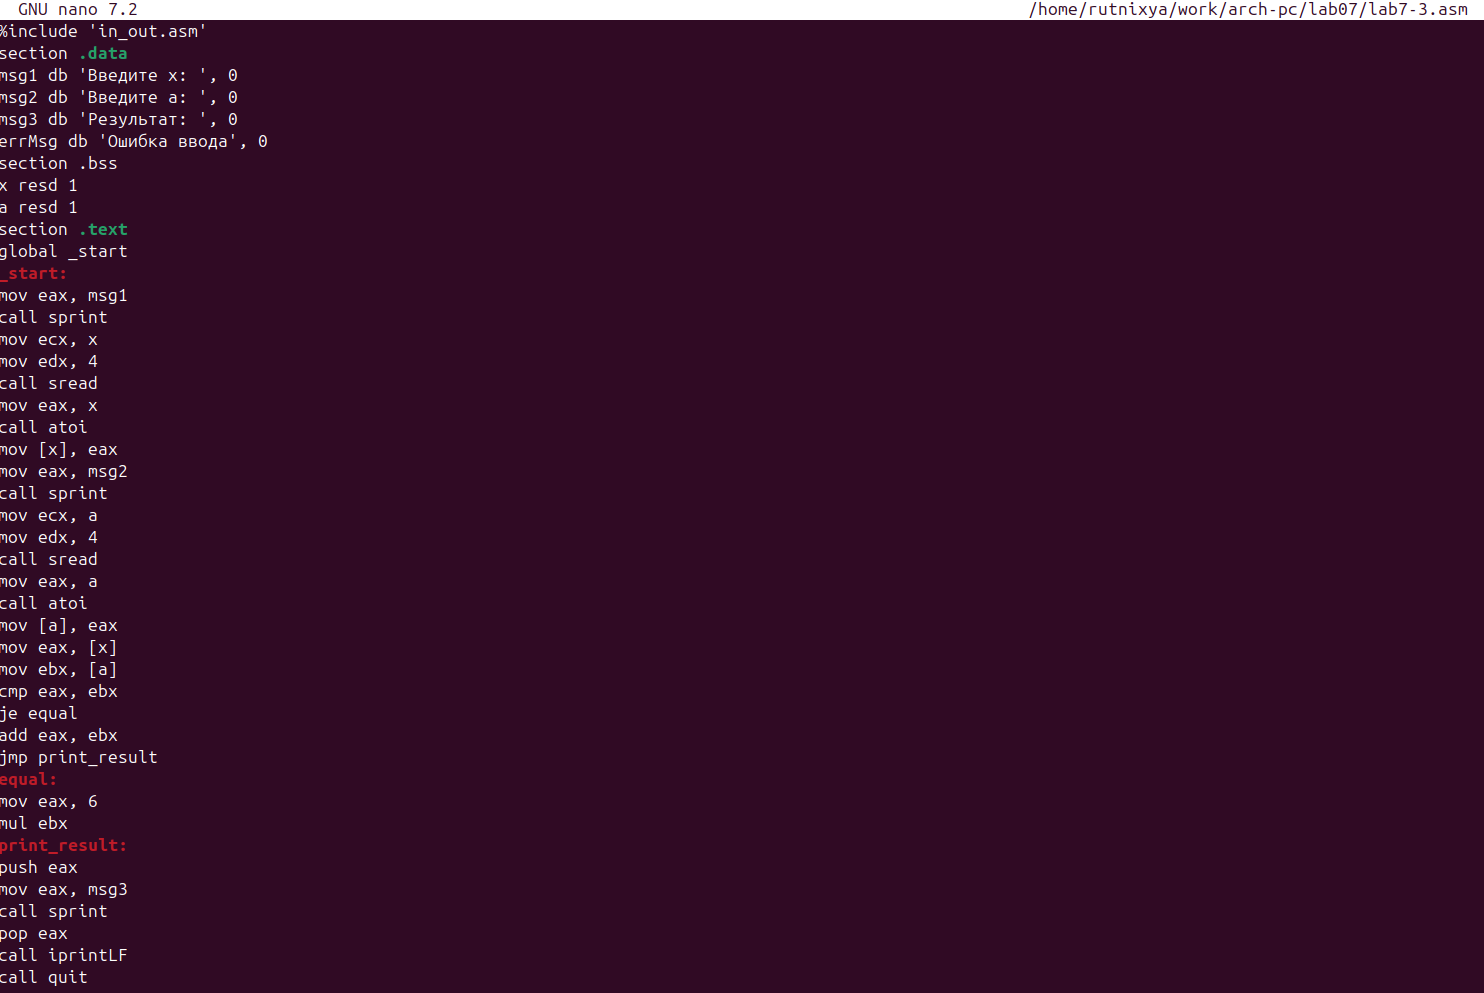 GNU nano 7.2 /home/rutnixya/work/arch-pc/lab07/lab7-3.asm
%include 'in_out.asm'
section .data
msg1 db 'Введите x: ', 0
msg2 db 'Введите a: ', 0
msg3 db 'Результат: ', 0
errMsg db 'Ошибка ввода', 0
section .bss
x resd 1
a resd 1
section .text
global _start
_start:
mov eax, msg1
call sprint
mov ecx, x
mov edx, 4
call sread
mov eax, x
call atoi
mov [x], eax
mov eax, msg2
call sprint
mov ecx, a
mov edx, 4
call sread
mov eax, a
call atoi
mov [a], eax
mov eax, [x]
mov ebx, [a]
cmp eax, ebx
je equal
add eax, ebx
jmp print_result
equal:
mov eax, 6
mul ebx
print_result:
push eax
mov eax, msg3
call sprint
pop eax
call iprintLF
call quit